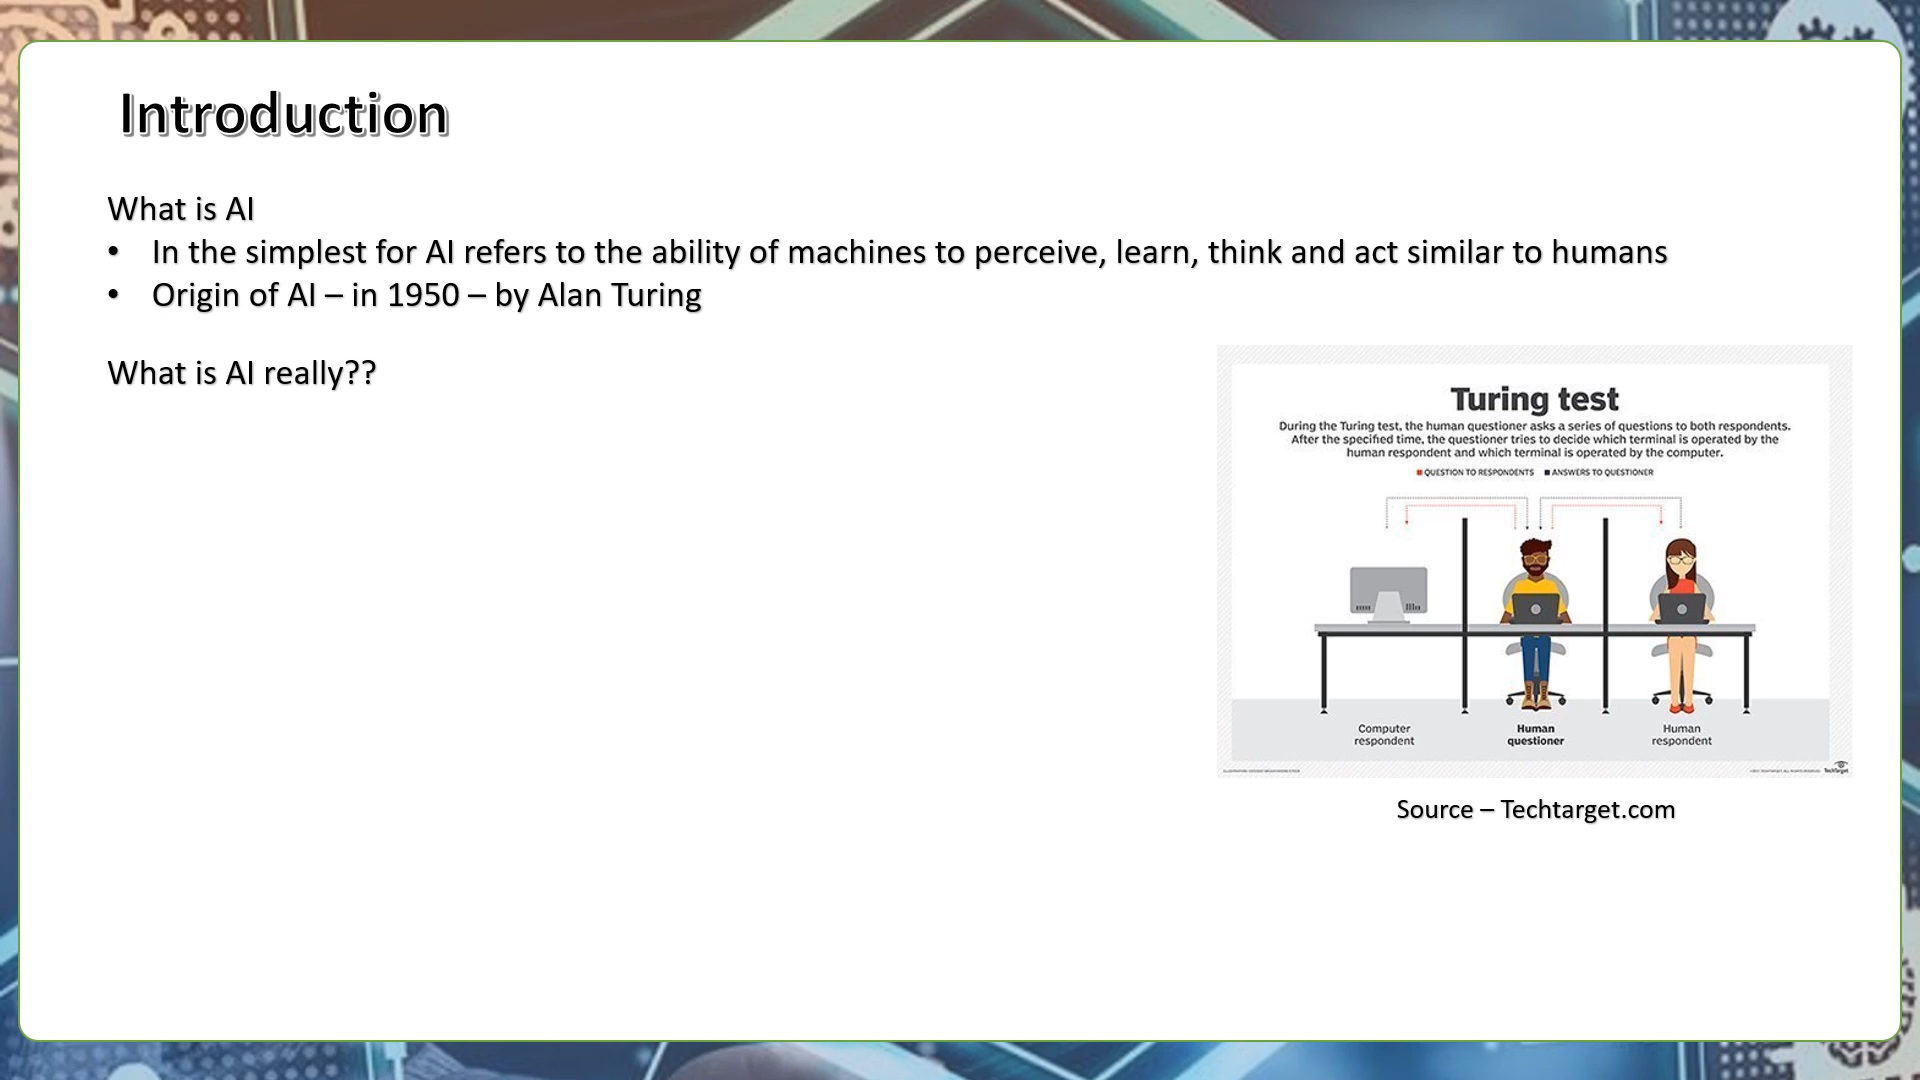 Introduction
What is AI
• In the simplest for AI refers to the ability of machines to perceive, learn, think and act similar to humans
• Origin of AI – in 1950 – by Alan Turing
What is AI really??
Turing test
During the Turing test, the human questioner asks a series of questions to both respondents.
After the specified time, the questioner tries to decide which terminal is operated by the
human respondent and which terminal is operated by the computer.
QUESTION TO RESPONDENTS ANSWERS TO QUESTIONER
Computer
respondent
Human
questioner
Human
respondent
TechTarget
Source – Techtarget.com